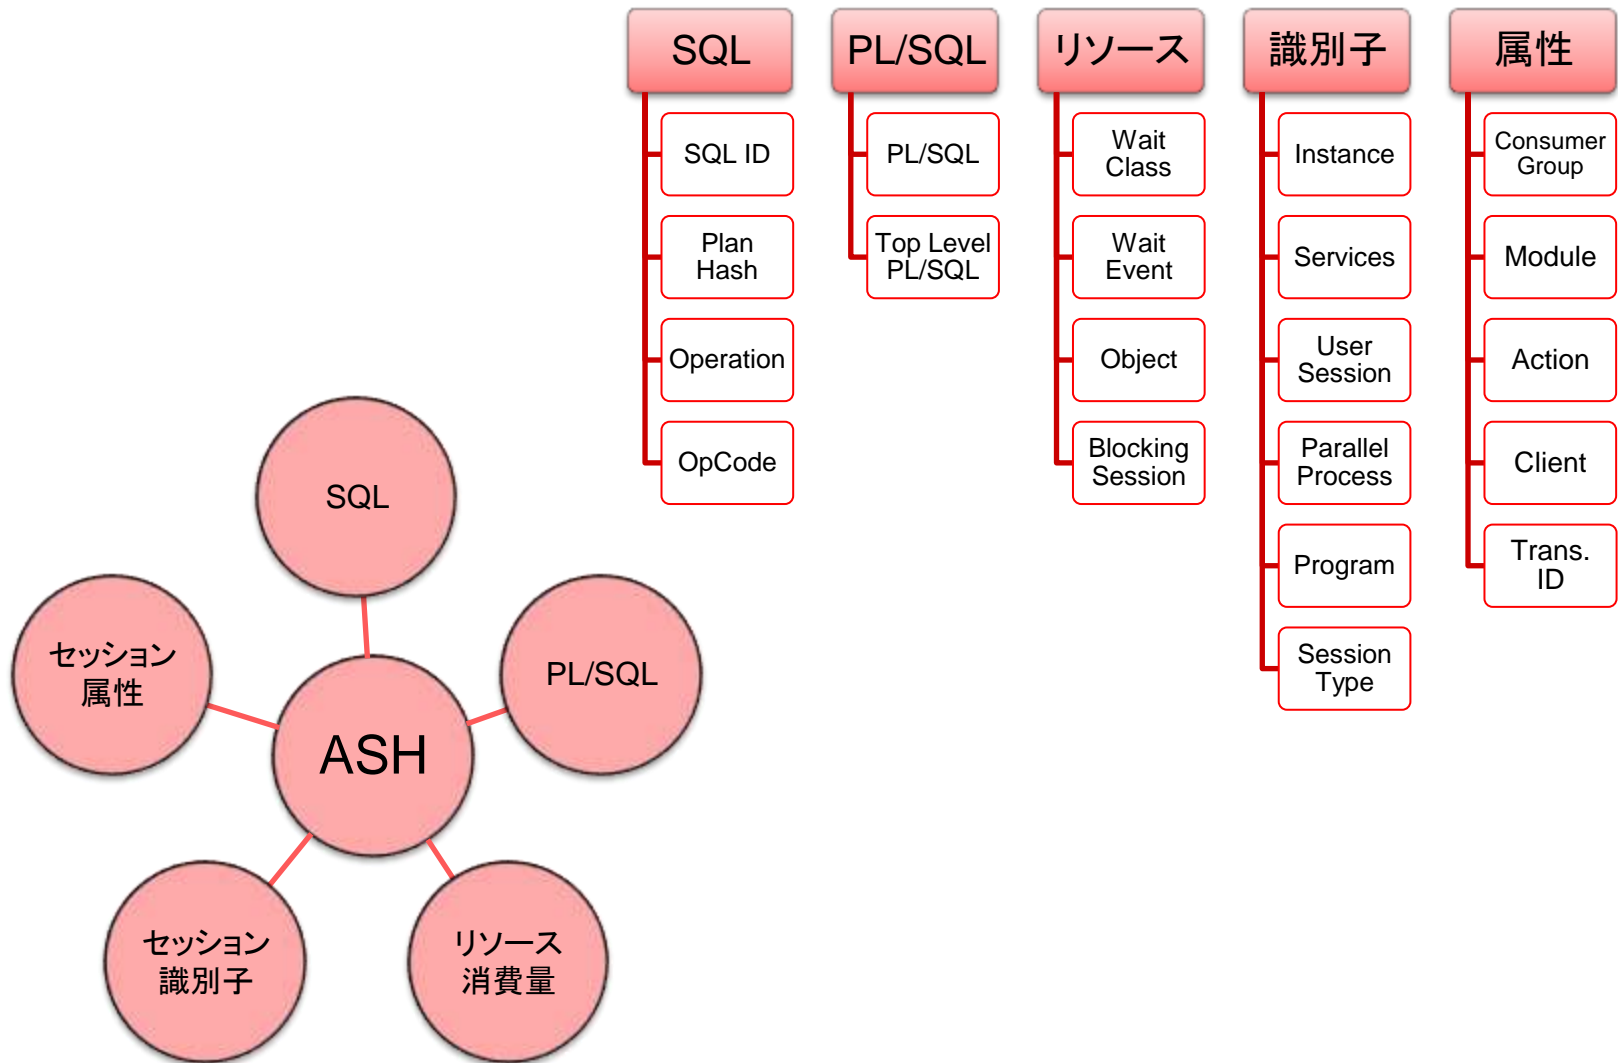 SQL
SQL ID
Plan
Hash
Operation
OpCode
PL/SQL
PL/SQL
Top Level
PL/SQL
リソース
Wait
Class
Wait
Event
Object
Blocking
Session
識別子
Instance
Services
User
Session
Parallel
Process
Program
Session
Type
属性
Consumer
Group
Module
Action
Client
Trans.
ID
SQL
セッション
属性
PL/SQL
ASH
セッション
識別子
リソース
消費量